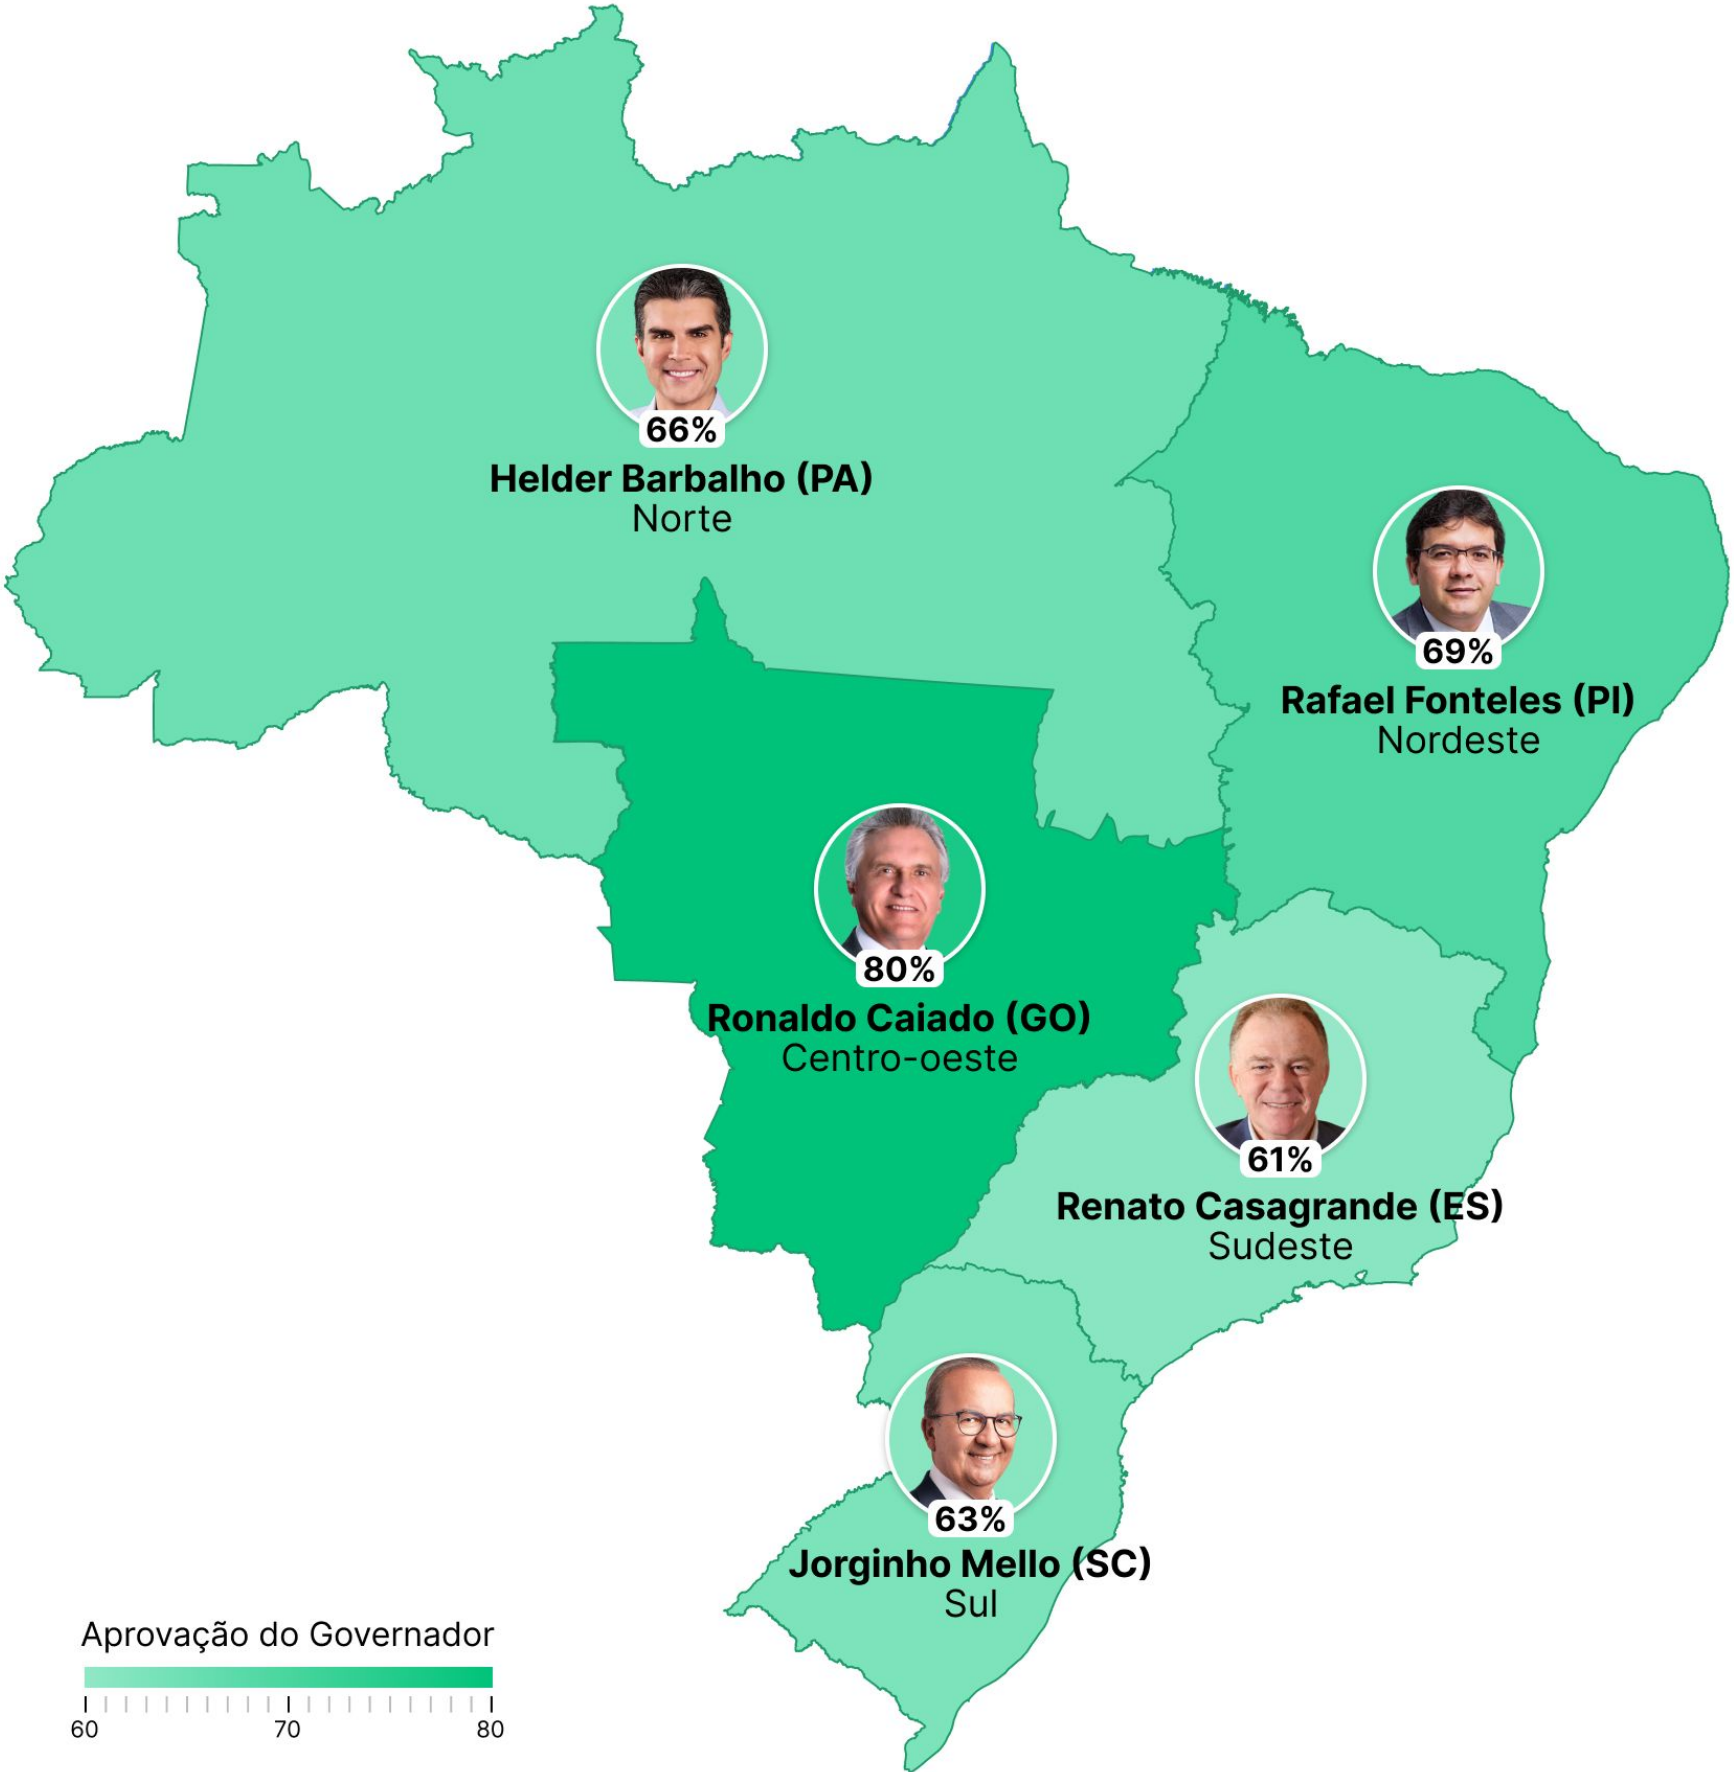 66%
Helder Barbalho (PA)
Norte
69%
Rafael Fonteles (PI)
Nordeste
80%
Ronaldo Caiado (GO)
Centro-oeste
61%
Renato Casagrande (ES)
Sudeste
63%
Jorginho Mello (SC)
Sul
Aprovação do Governador
60 70 80